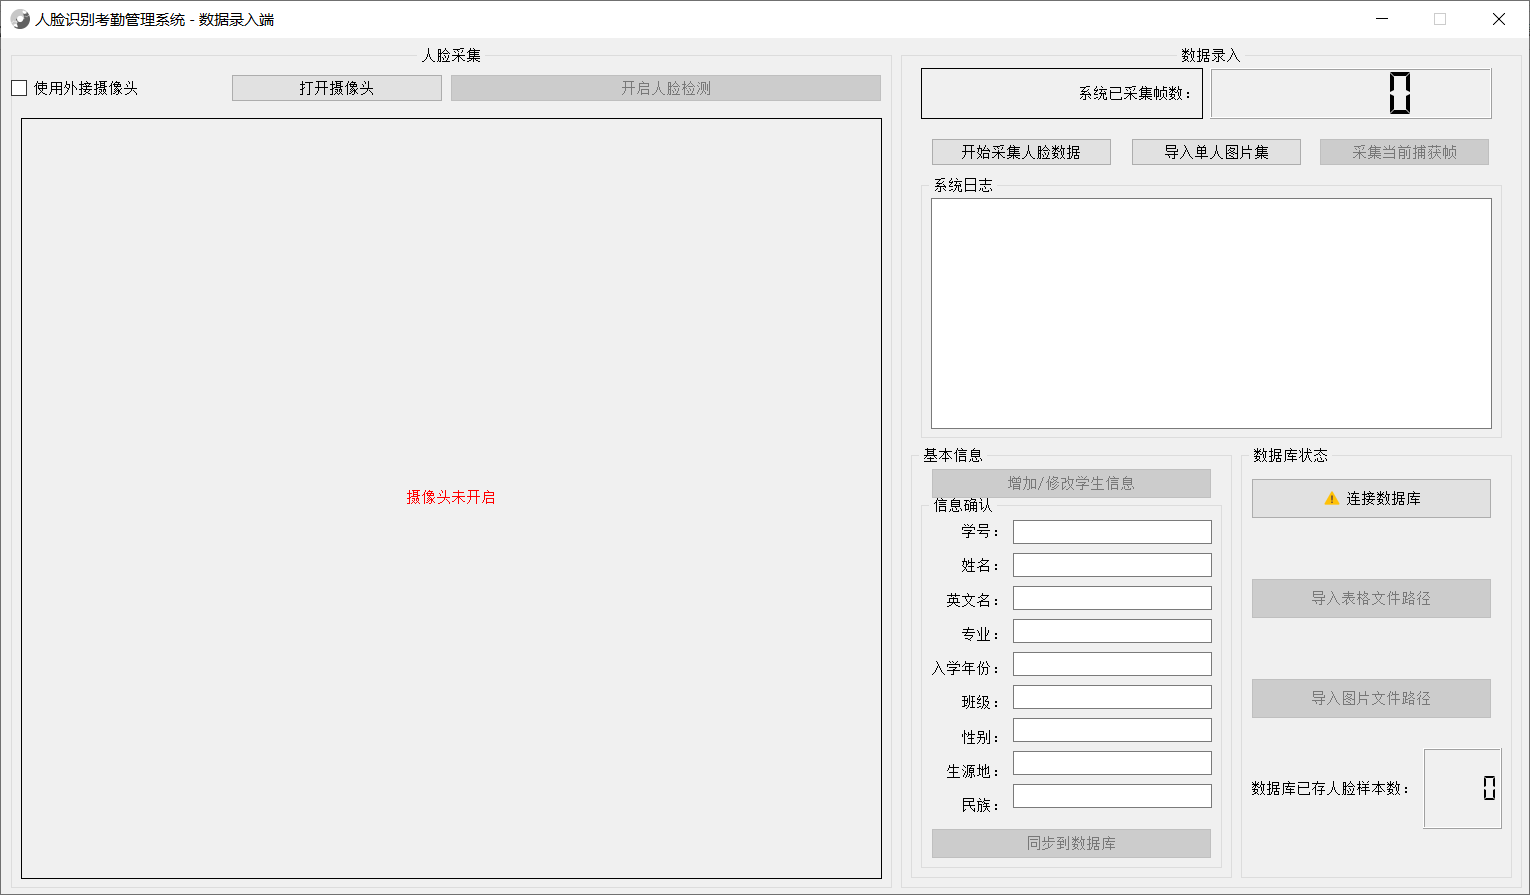 人脸识别考勤管理系统 - 数据录入端
人脸采集
使用外接摄像头
打开摄像头
开启人脸检测
摄像头未开启
数据录入
系统已采集帧数：
0
开始采集人脸数据
导入单人图片集
采集当前捕获帧
系统日志
基本信息
增加/修改学生信息
信息确认
学号：
姓名：
英文名：
专业：
入学年份：
班级：
性别：
生源地：
民族：
同步到数据库
数据库状态
连接数据库
导入表格文件路径
导入图片文件路径
数据库已存人脸样本数：
0